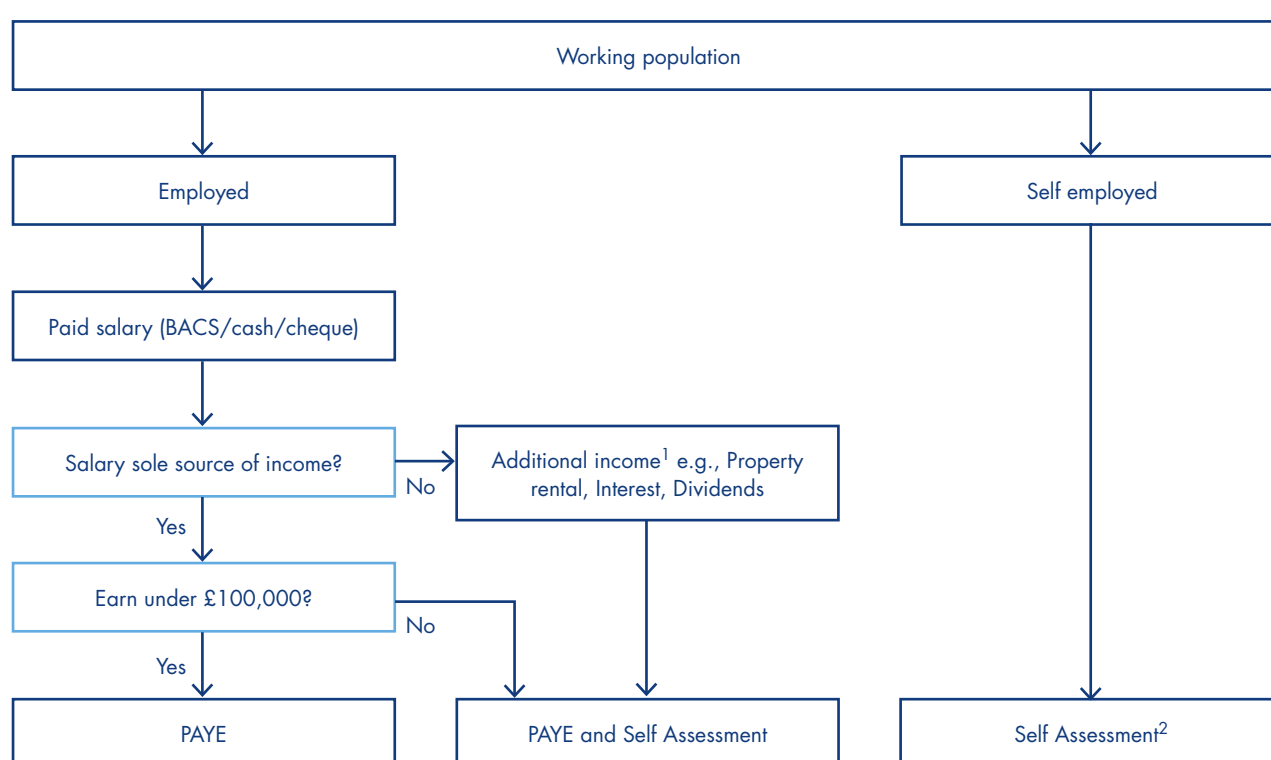 Working population
Employed
Self employed
Paid salary (BACS/cash/cheque)
Salary sole source of income?
No
Additional income1 e.g., Property
rental, Interest, Dividends
Yes
Earn under £100,000?
No
Yes
PAYE
PAYE and Self Assessment
Self Assessment2